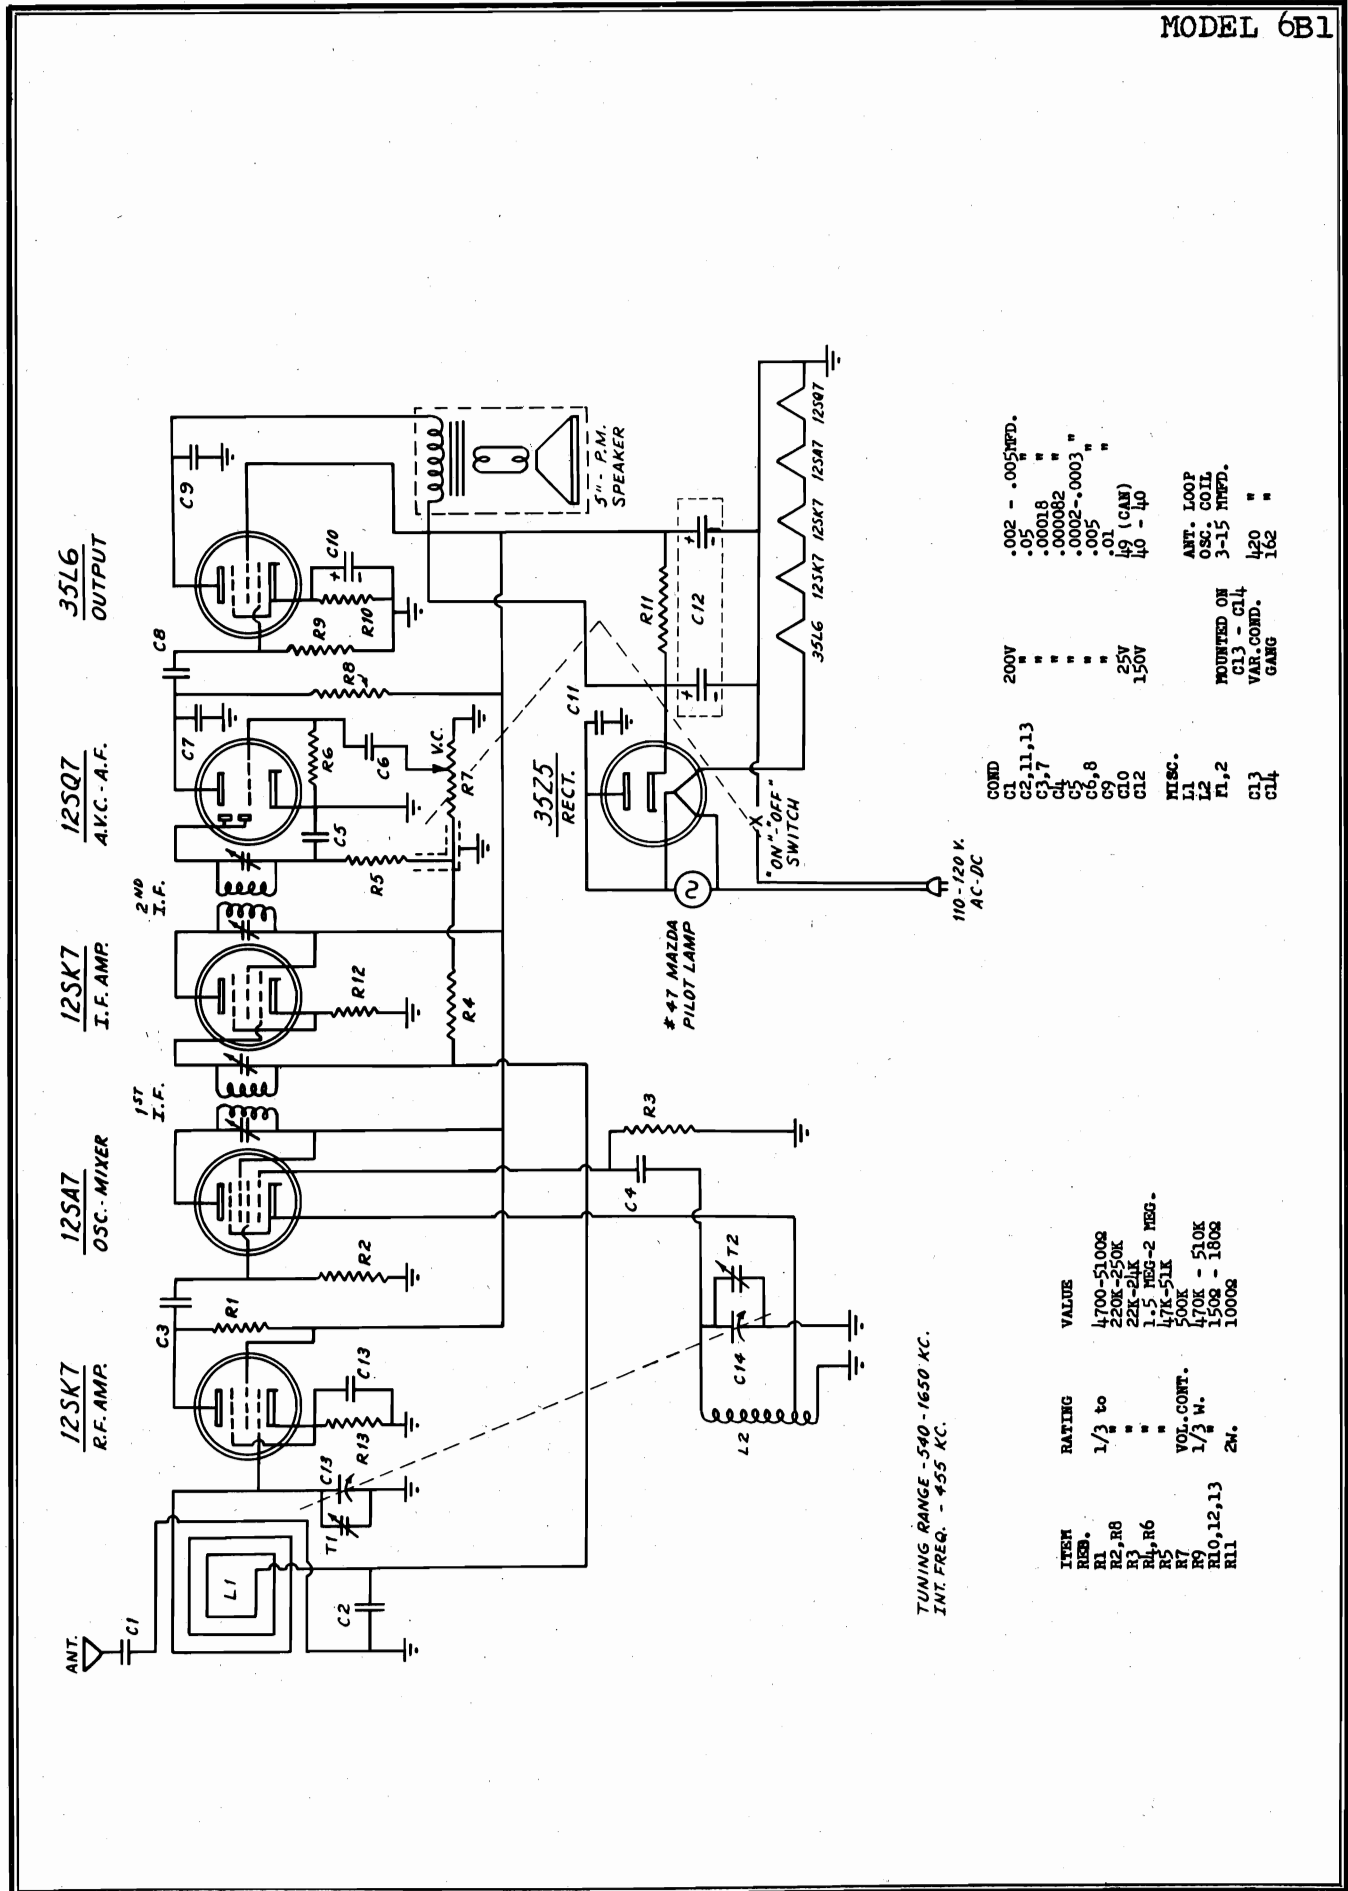 MODEL 6B1
12SK7
R.F. AMP.
12SA7
OSC.-MIXER
12SK7
I.F. AMP.
12SQ7
A.V.C.-A.F.
35L6
OUTPUT
1ST
I.F.
2ND
I.F.
ANT.
C1
L1
C2
T1
C13
R13
C13
C3
R1
R2
R12
R4
R5
C5
R6
C6
R7
V.C.
C7
R8
C8
R9
R10
C10
C9
5"- P.M.
SPEAKER
35Z5
RECT.
C11
R11
C12
35L6 12SK7 12SK7 12SA7 12SQ7
"ON"-"OFF"
SWITCH
#47 MAZDA
PILOT LAMP
110-120 V.
AC-DC
R3
C4
T2
C14
L2
TUNING RANGE - 540-1650 KC.
INT. FREQ. - 455 KC.
ITEM RATING VALUE
RES.
R1 1/3 to 4700-5100Ω
R2,R8 " 220K-250K
R3 " 22K-24K
R4,R6 " 1.5 MEG-2 MEG.
R5 " 47K-51K
R7 VOL.CONT. 500K
R9 1/3 W. 470K - 510K
R10,12,13 " 150Ω - 180Ω
R11 2W. 1000Ω
COND
C1 200V .002 - .005MFD.
C2,11,13 " .05 "
C3,7 " .00018 "
C4 " .000082 "
C5 " .0002-.0003 "
C6,8 " .005 "
C9 " .01 "
C10 25V 49 (CAN)
C12 150V 40 - 40
MISC.
L1 ANT. LOOP
L2 OSC. COIL
T1,2 MOUNTED ON 3-15 MMFD.
C13 - C14
C13 VAR.COND. 420 "
C14 GANG 162 "